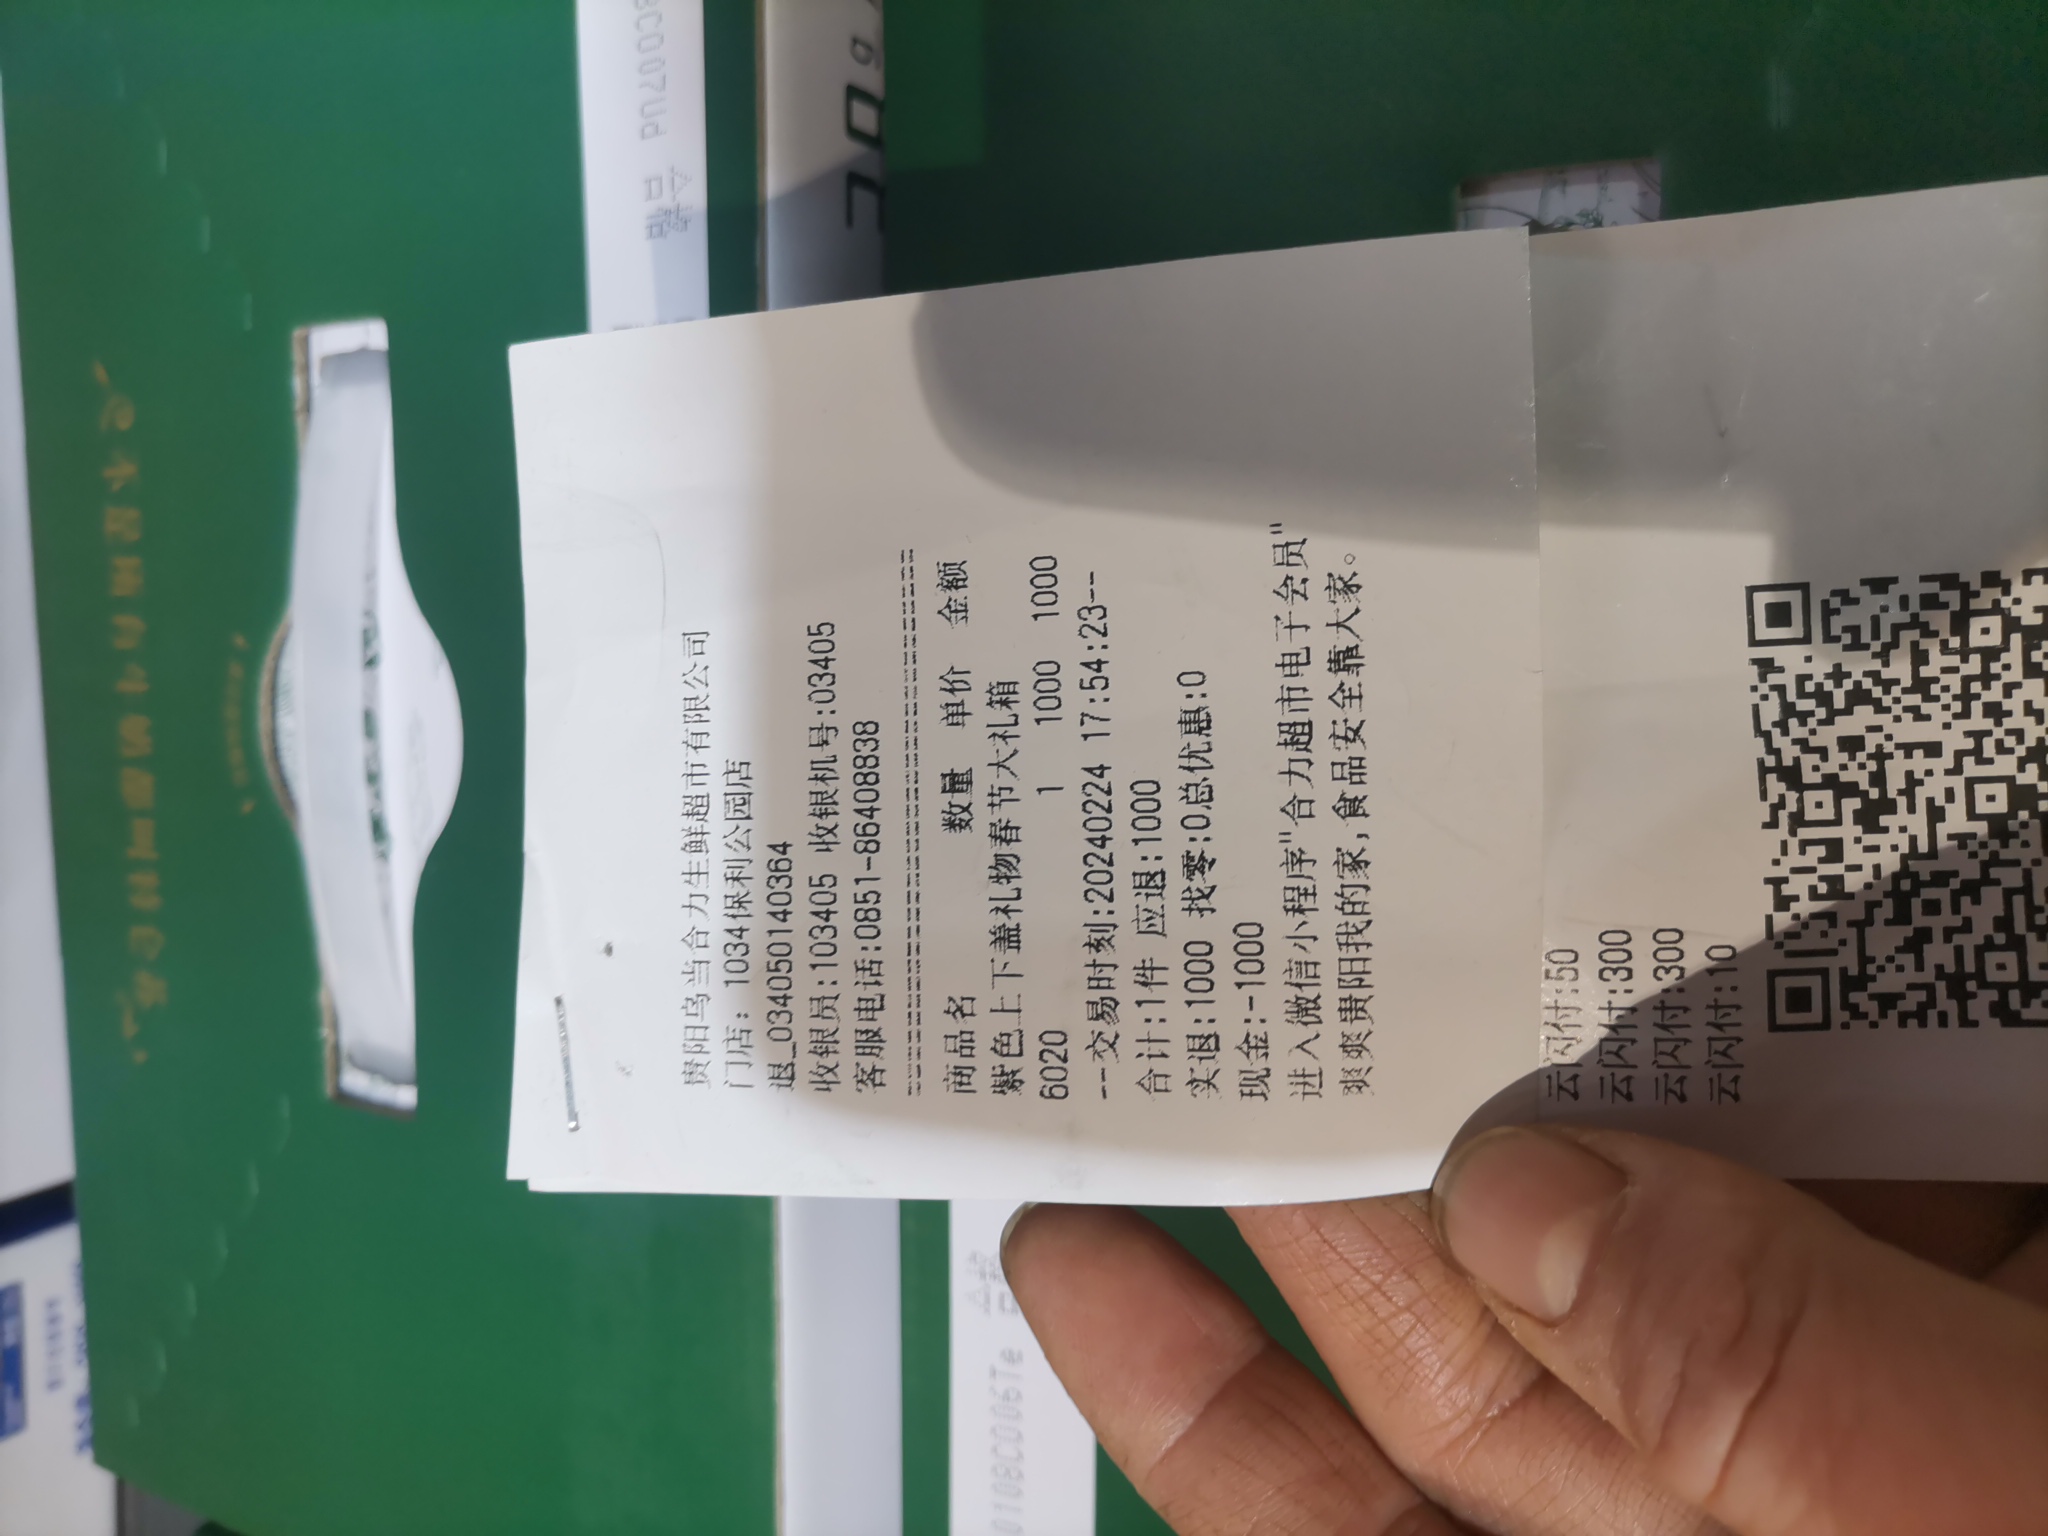 贵阳乌当合力生鲜超市有限公司
门店: 1034保利公园店
退_034050140364
收银员:103405 收银机号:03405
客服电话:0851-86408838
商品名 数量 单价 金额
紫色上下盖礼物春节大礼箱
6020 1 1000 1000
--交易时刻:20240224 17:54:23--
合计:1件 应退:1000
实退:1000 找零:0总优惠:0
现金:-1000
进入微信小程序"合力超市电子会员"
爽爽贵阳我的家,食品安全靠大家。
云闪付:50
云闪付:300
云闪付:300
云闪付:10